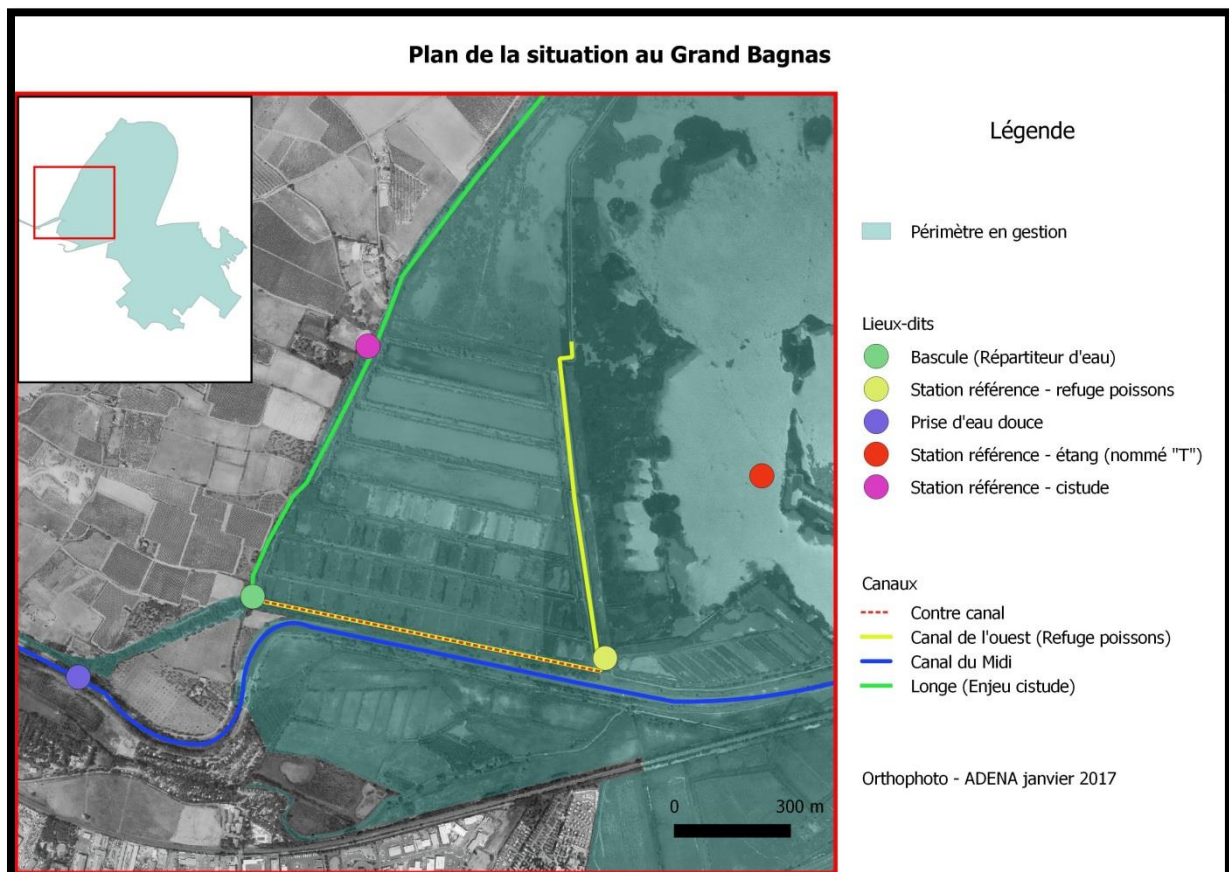 Plan de la situation au Grand Bagnas
Légende
Périmètre en gestion
Lieux-dits
Bascule (Répartiteur d'eau)
Station référence - refuge poissons
Prise d'eau douce
Station référence - étang (nommé "T")
Station référence - cistude
Canaux
Contre canal
Canal de l'ouest (Refuge poissons)
Canal du Midi
Longe (Enjeu cistude)
Orthophoto - ADENA janvier 2017
0 300 m